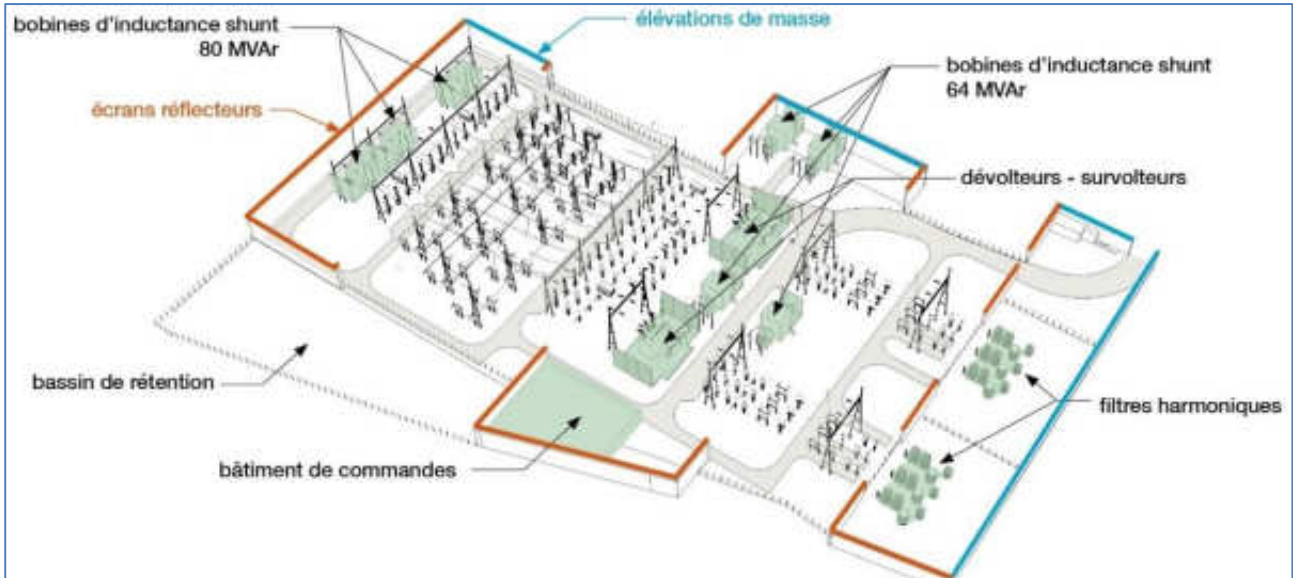 bobines d'inductance shunt
80 MVAr
élévations de masse
écrans réflecteurs
bobines d'inductance shunt
64 MVAr
dévolteurs - survolteurs
bassin de rétention
filtres harmoniques
bâtiment de commandes